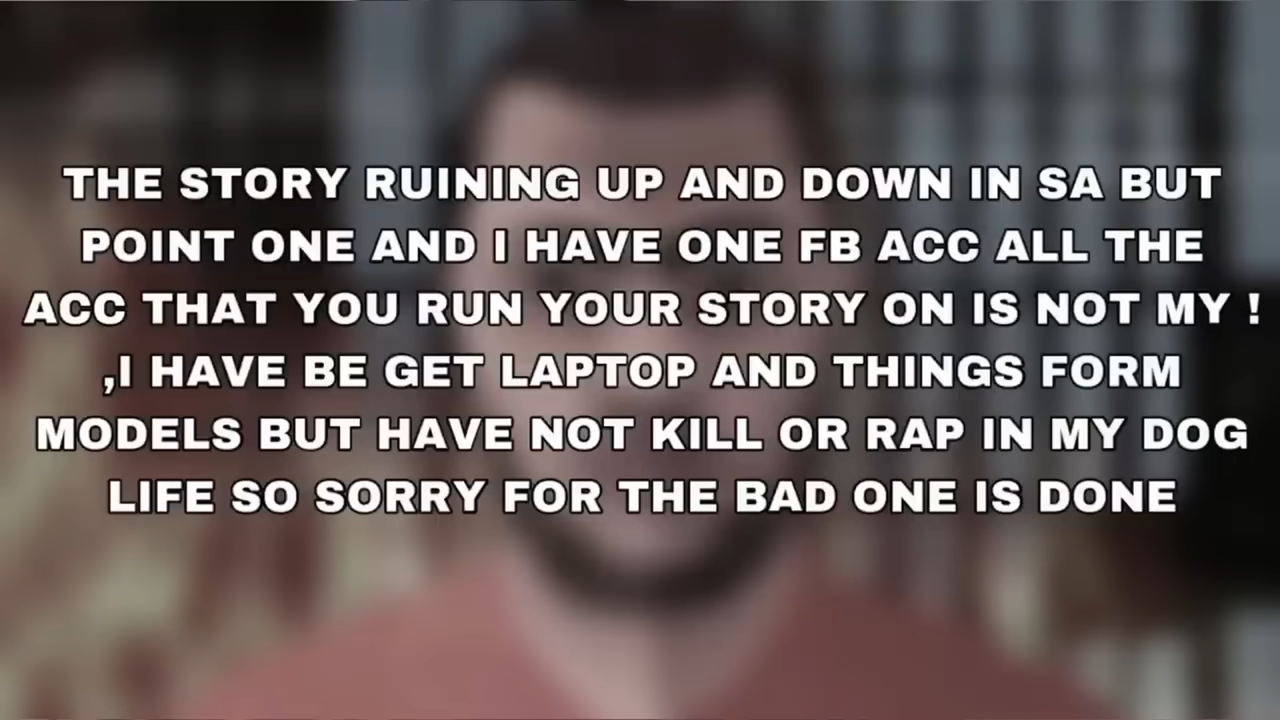 THE STORY RUINING UP AND DOWN IN SA BUT
POINT ONE AND I HAVE ONE FB ACC ALL THE
ACC THAT YOU RUN YOUR STORY ON IS NOT MY !
,I HAVE BE GET LAPTOP AND THINGS FORM
MODELS BUT HAVE NOT KILL OR RAP IN MY DOG
LIFE SO SORRY FOR THE BAD ONE IS DONE